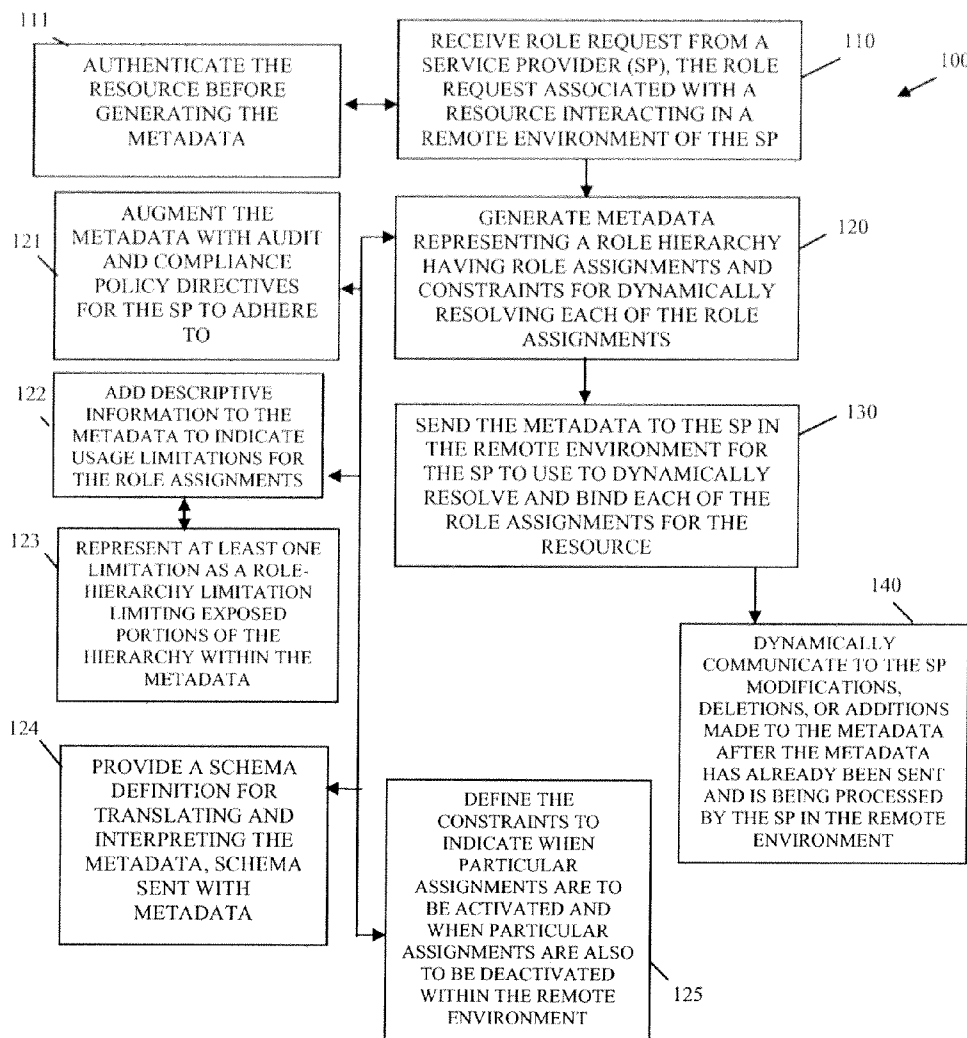 111
AUTHENTICATE THE
RESOURCE BEFORE
GENERATING THE
METADATA
RECEIVE ROLE REQUEST FROM A
SERVICE PROVIDER (SP), THE ROLE
REQUEST ASSOCIATED WITH A
RESOURCE INTERACTING IN A
REMOTE ENVIRONMENT OF THE SP
110
100
121
AUGMENT THE
METADATA WITH AUDIT
AND COMPLIANCE
POLICY DIRECTIVES
FOR THE SP TO ADHERE
TO
GENERATE METADATA
REPRESENTING A ROLE HIERARCHY
HAVING ROLE ASSIGNMENTS AND
CONSTRAINTS FOR DYNAMICALLY
RESOLVING EACH OF THE ROLE
ASSIGNMENTS
120
122
ADD DESCRIPTIVE
INFORMATION TO THE
METADATA TO INDICATE
USAGE LIMITATIONS FOR
THE ROLE ASSIGNMENTS
SEND THE METADATA TO THE SP IN
THE REMOTE ENVIRONMENT FOR
THE SP TO USE TO DYNAMICALLY
RESOLVE AND BIND EACH OF THE
ROLE ASSIGNMENTS FOR THE
RESOURCE
130
123
REPRESENT AT LEAST ONE
LIMITATION AS A ROLE-
HIERARCHY LIMITATION
LIMITING EXPOSED
PORTIONS OF THE
HIERARCHY WITHIN THE
METADATA
140
DYNAMICALLY
COMMUNICATE TO THE SP
MODIFICATIONS,
DELETIONS, OR ADDITIONS
MADE TO THE METADATA
AFTER THE METADATA
HAS ALREADY BEEN SENT
AND IS BEING PROCESSED
BY THE SP IN THE REMOTE
ENVIRONMENT
124
PROVIDE A SCHEMA
DEFINITION FOR
TRANSLATING AND
INTERPRETING THE
METADATA, SCHEMA
SENT WITH
METADATA
DEFINE THE
CONSTRAINTS TO
INDICATE WHEN
PARTICULAR
ASSIGNMENTS ARE TO
BE ACTIVATED AND
WHEN PARTICULAR
ASSIGNMENTS ARE ALSO
TO BE DEACTIVATED
WITHIN THE REMOTE
ENVIRONMENT
125